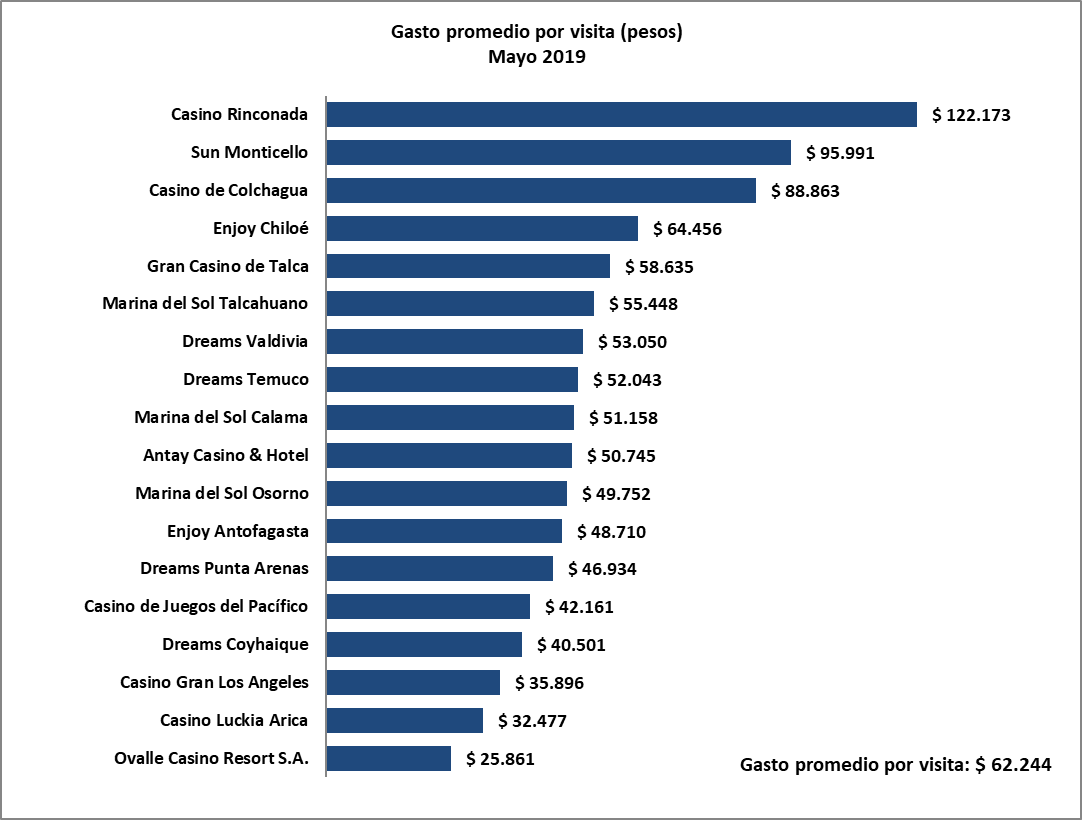 Gasto promedio por visita (pesos)
Mayo 2019
Casino Rinconada $ 122.173
Sun Monticello $ 95.991
Casino de Colchagua $ 88.863
Enjoy Chiloé $ 64.456
Gran Casino de Talca $ 58.635
Marina del Sol Talcahuano $ 55.448
Dreams Valdivia $ 53.050
Dreams Temuco $ 52.043
Marina del Sol Calama $ 51.158
Antay Casino & Hotel $ 50.745
Marina del Sol Osorno $ 49.752
Enjoy Antofagasta $ 48.710
Dreams Punta Arenas $ 46.934
Casino de Juegos del Pacífico $ 42.161
Dreams Coyhaique $ 40.501
Casino Gran Los Angeles $ 35.896
Casino Luckia Arica $ 32.477
Ovalle Casino Resort S.A. $ 25.861
Gasto promedio por visita: $ 62.244